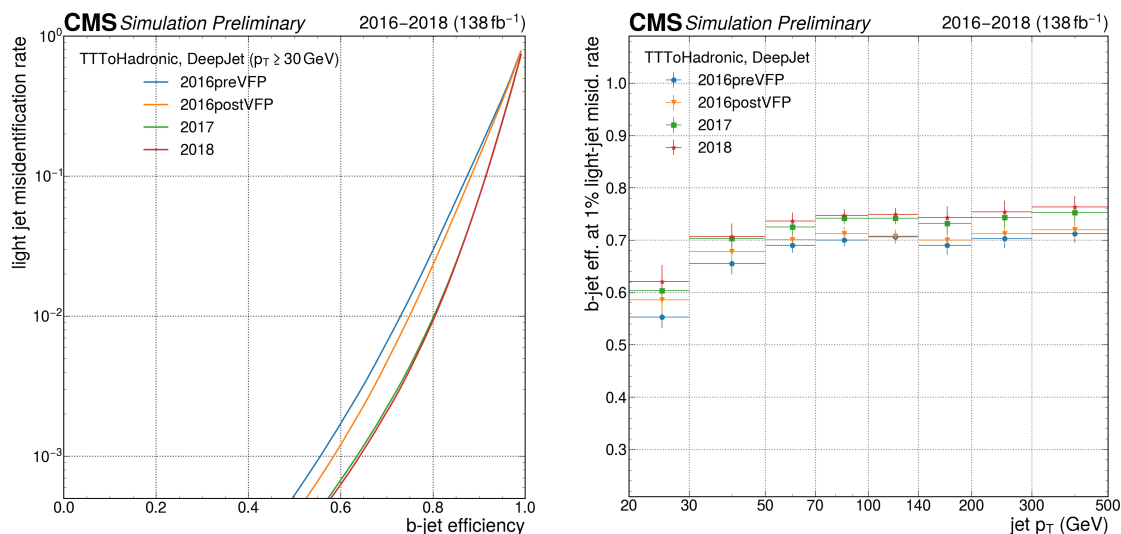 CMS Simulation Preliminary 2016–2018 (138 fb⁻¹)
TTToHadronic, DeepJet (pT ≥ 30 GeV)
2016preVFP
2016postVFP
2017
2018
light jet misidentification rate
10⁰
10⁻¹
10⁻²
10⁻³
0.0 0.2 0.4 0.6 0.8 1.0
b-jet efficiency
CMS Simulation Preliminary 2016–2018 (138 fb⁻¹)
TTToHadronic, DeepJet
2016preVFP
2016postVFP
2017
2018
b-jet eff. at 1% light-jet misid. rate
1.0
0.9
0.8
0.7
0.6
0.5
0.4
0.3
20 30 50 70 100 140 200 300 500
jet pT (GeV)